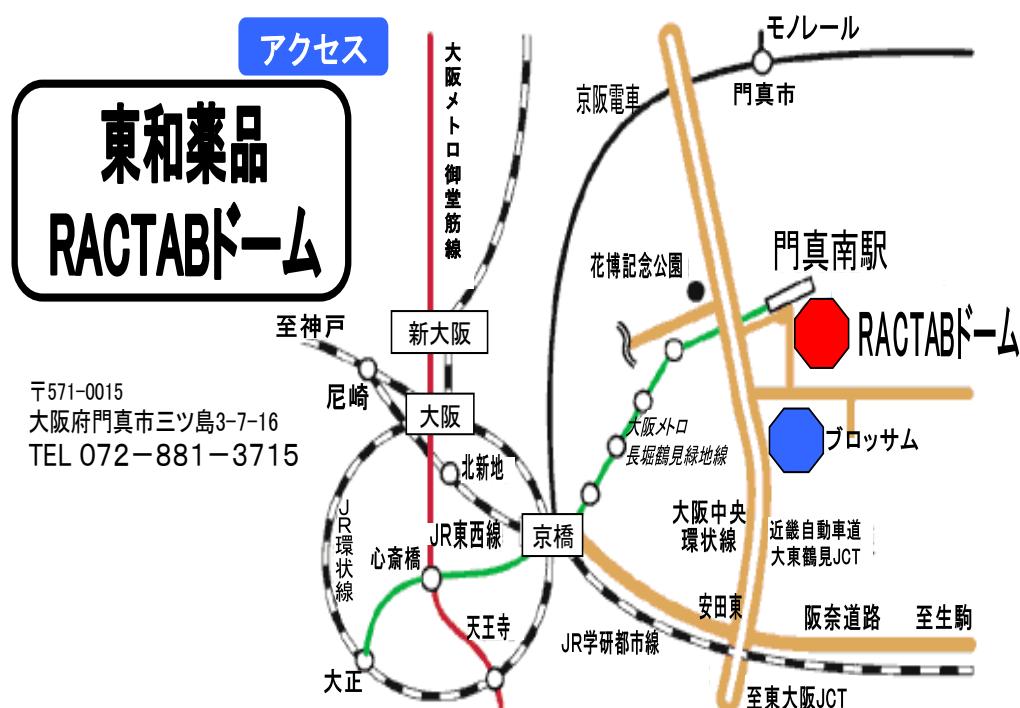 アクセス
東和薬品
RACTABドーム
〒571-0015
大阪府門真市三ツ島3-7-16
TEL 072－881－3715
大阪メトロ御堂筋線
モノレール
京阪電車
門真市
花博記念公園
門真南駅
RACTABドーム
至神戸
新大阪
尼崎
大阪
大阪メトロ
長堀鶴見緑地線
ブロッサム
北新地
JR環状線
JR東西線
京橋
大阪中央
環状線
近畿自動車道
大東鶴見JCT
心斎橋
天王寺
大正
JR学研都市線
安田東
阪奈道路
至生駒
至東大阪JCT